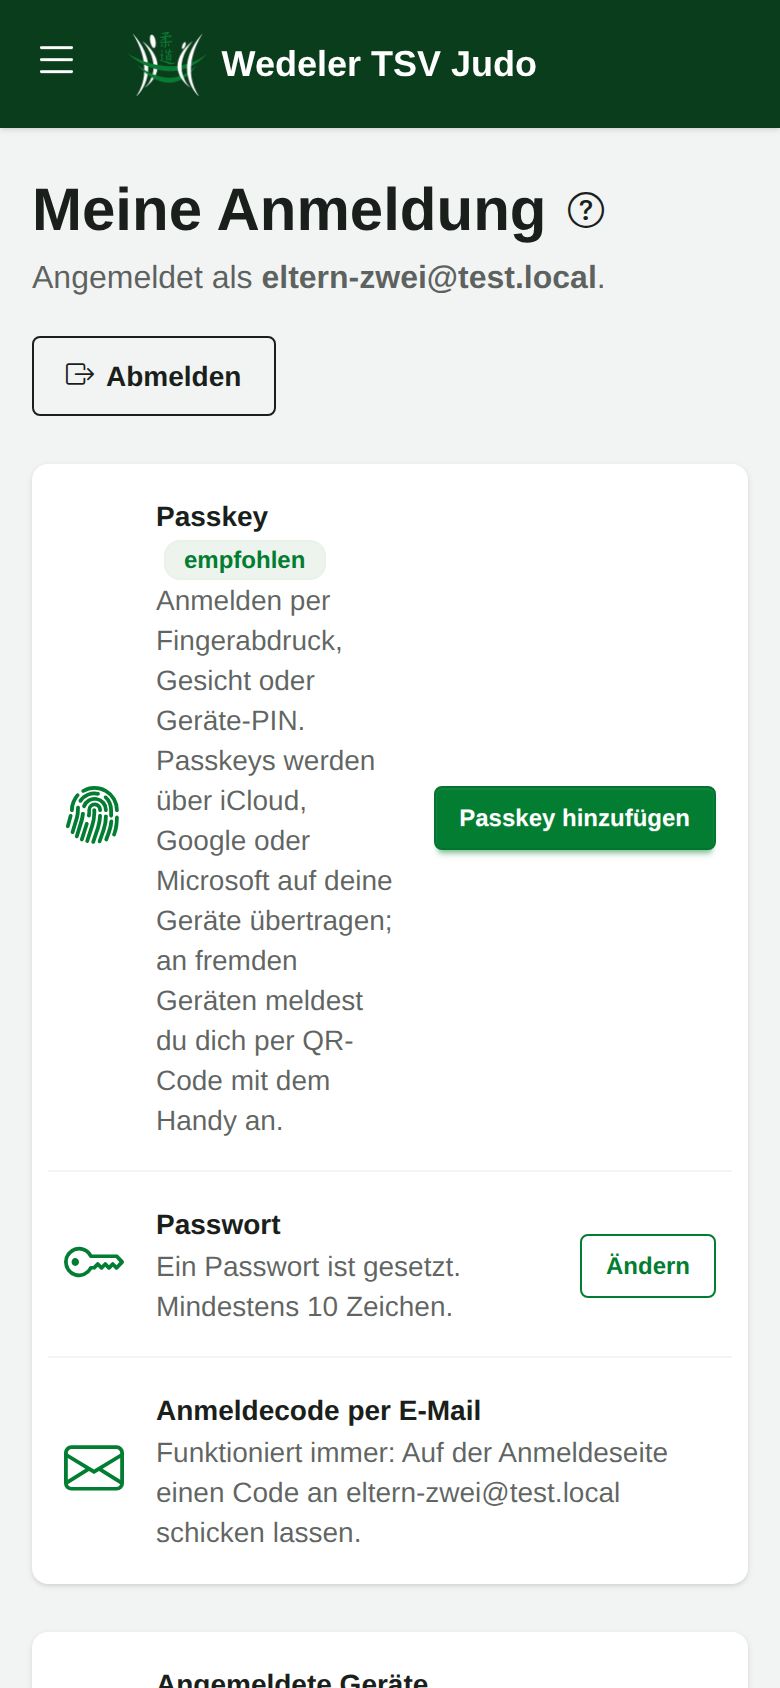 柔道
Wedeler TSV Judo
Meine Anmeldung ?
Angemeldet als eltern-zwei@test.local.
Abmelden
Passkey
empfohlen
Anmelden per
Fingerabdruck,
Gesicht oder
Geräte-PIN.
Passkeys werden
über iCloud,
Google oder
Microsoft auf deine
Geräte übertragen;
an fremden
Geräten meldest
du dich per QR-
Code mit dem
Handy an.
Passkey hinzufügen
Passwort
Ein Passwort ist gesetzt.
Mindestens 10 Zeichen.
Ändern
Anmeldecode per E-Mail
Funktioniert immer: Auf der Anmeldeseite
einen Code an eltern-zwei@test.local
schicken lassen.
Angemeldete Geräte